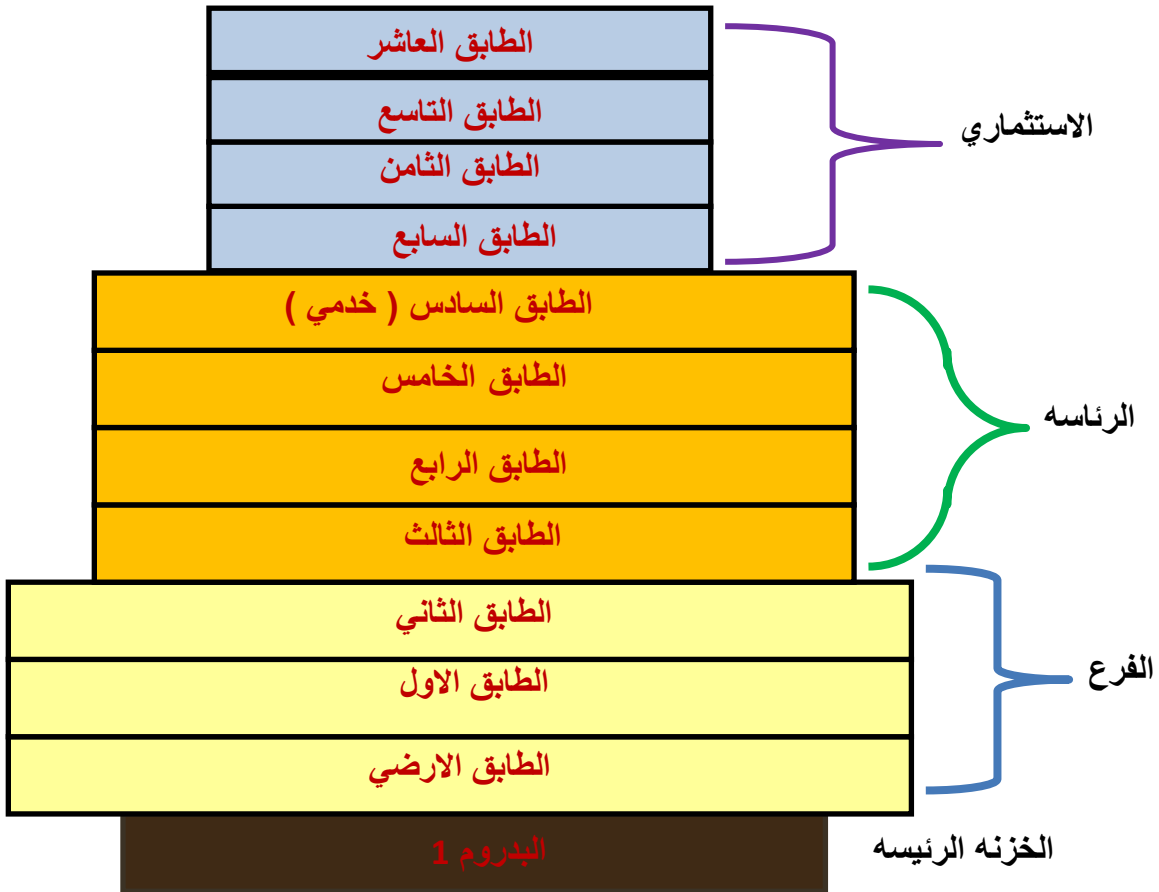 الطابق العاشر
الطابق التاسع
الاستثماري
الطابق الثامن
الطابق السابع
الطابق السادس ( خدمي )
الطابق الخامس
الرئاسه
الطابق الرابع
الطابق الثالث
الطابق الثاني
الفرع
الطابق الاول
الطابق الارضي
الخزنه الرئيسه
البدروم 1